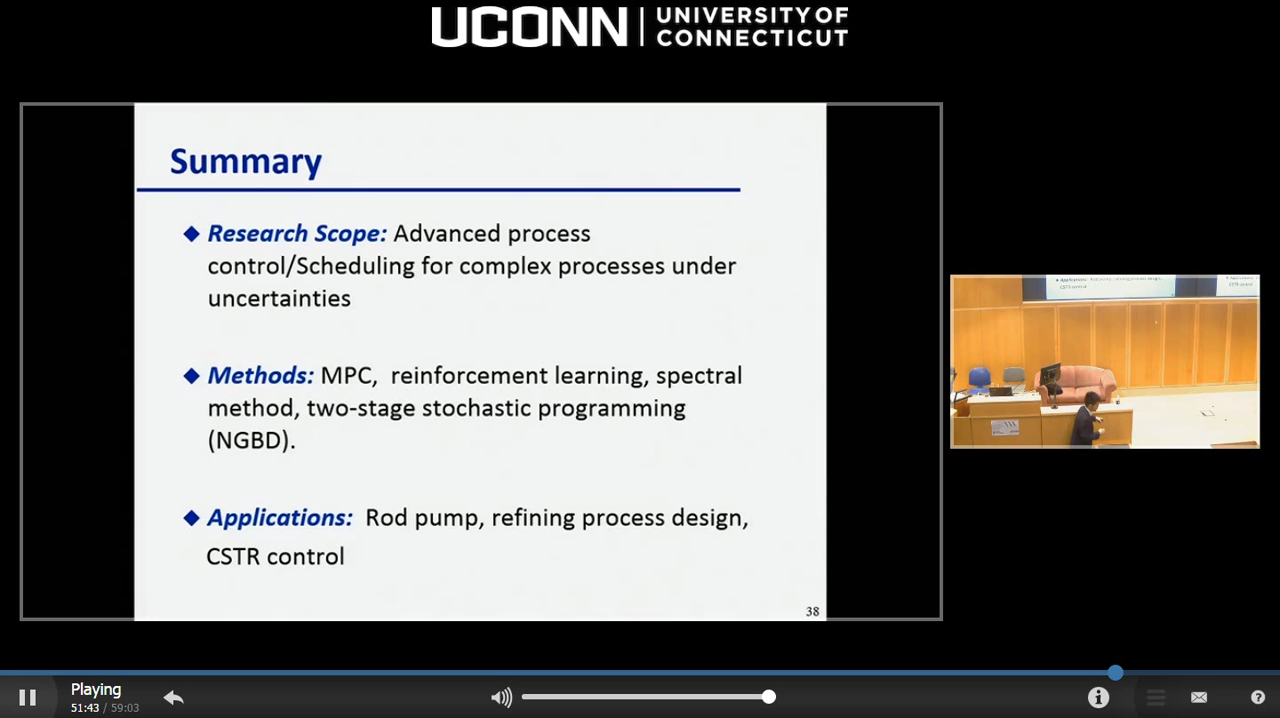 UCONN | UNIVERSITY OF
CONNECTICUT
Summary
◆ Research Scope: Advanced process
control/Scheduling for complex processes under
uncertainties
◆ Methods: MPC, reinforcement learning, spectral
method, two-stage stochastic programming
(NGBD).
◆ Applications: Rod pump, refining process design,
CSTR control
38
Playing
51:43 / 59:03